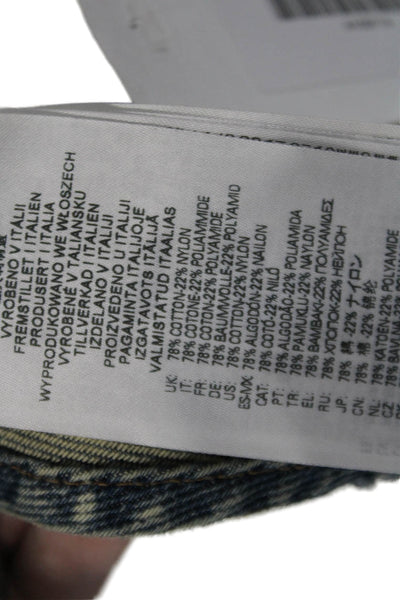 VYROBENO V ITÁLII
FREMSTILLET I ITALIEN
PRODUSERT I ITALIA
WYPRODUKOWANO WE WŁOSZECH
VYROBENÉ V TALIANSKU
TILLVERKAD I ITALIEN
IZDELANO V ITALIJI
PROIZVEDENO U ITALIJI
PAGAMINTA ITALIJOJE
IZGATAVOTS ITĀLIJĀ
VALMISTATUD ITAALIAS
UK: 78% COTTON-22% NYLON
IT: 78% COTONE-22% POLIAMMIDE
FR: 78% COTON-22% POLYAMIDE
DE: 78% BAUMWOLLE-22% POLYAMID
US: 78% COTTON-22% NYLON
ES-MX: 78% ALGODÓN-22% NAILON
CAT: 78% COTÓ-22% NILÓ
PT: 78% ALGODÃO-22% POLIAMIDA
TR: 78% PAMUKLU-22% NAYLON
EL: 78% ΒΑΜΒΑΚΙ-22% ΠΟΛΥΑΜΙΔΕΣ
RU: 78% ХЛОПОК-22% НЕЙЛОН
JP: 78% 綿 22% ナイロン
CN: 78% 棉 22% 锦纶
NL: 78% KATOEN-22% POLYAMIDE
CZ: 78% BAVLNA-22%